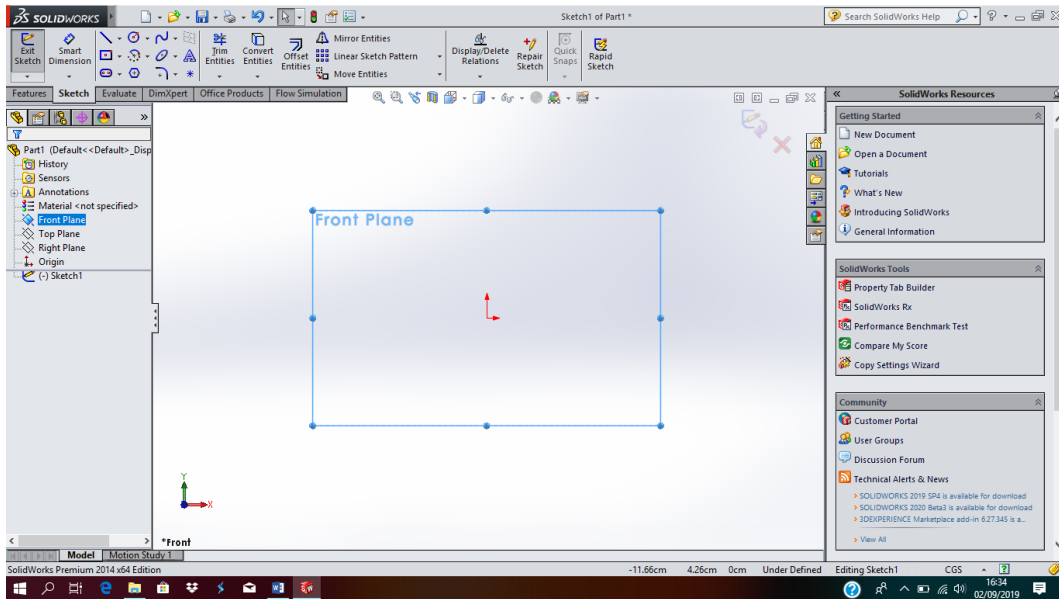 SOLIDWORKS
Sketch1 of Part1 *
Search SolidWorks Help
Exit Sketch
Smart Dimension
Trim Entities
Convert Entities
Offset Entities
Mirror Entities
Linear Sketch Pattern
Move Entities
Display/Delete Relations
Repair Sketch
Quick Snaps
Rapid Sketch
Features Sketch Evaluate DimXpert Office Products Flow Simulation
Part1 (Default<<Default>_Disp
History
Sensors
Annotations
Material <not specified>
Front Plane
Top Plane
Right Plane
Origin
(-) Sketch1
Front Plane
Y
X
*Front
SolidWorks Resources
Getting Started
New Document
Open a Document
Tutorials
What's New
Introducing SolidWorks
General Information
SolidWorks Tools
Property Tab Builder
SolidWorks Rx
Performance Benchmark Test
Compare My Score
Copy Settings Wizard
Community
Customer Portal
User Groups
Discussion Forum
Technical Alerts & News
SOLIDWORKS 2019 SP4 is available for download
SOLIDWORKS 2020 Beta3 is available for download
3DEXPERIENCE Marketplace add-in 6.27.345 is a...
View All
Model Motion Study 1
SolidWorks Premium 2014 x64 Edition
-11.66cm 4.26cm 0cm Under Defined Editing Sketch1 CGS
16:34
02/09/2019